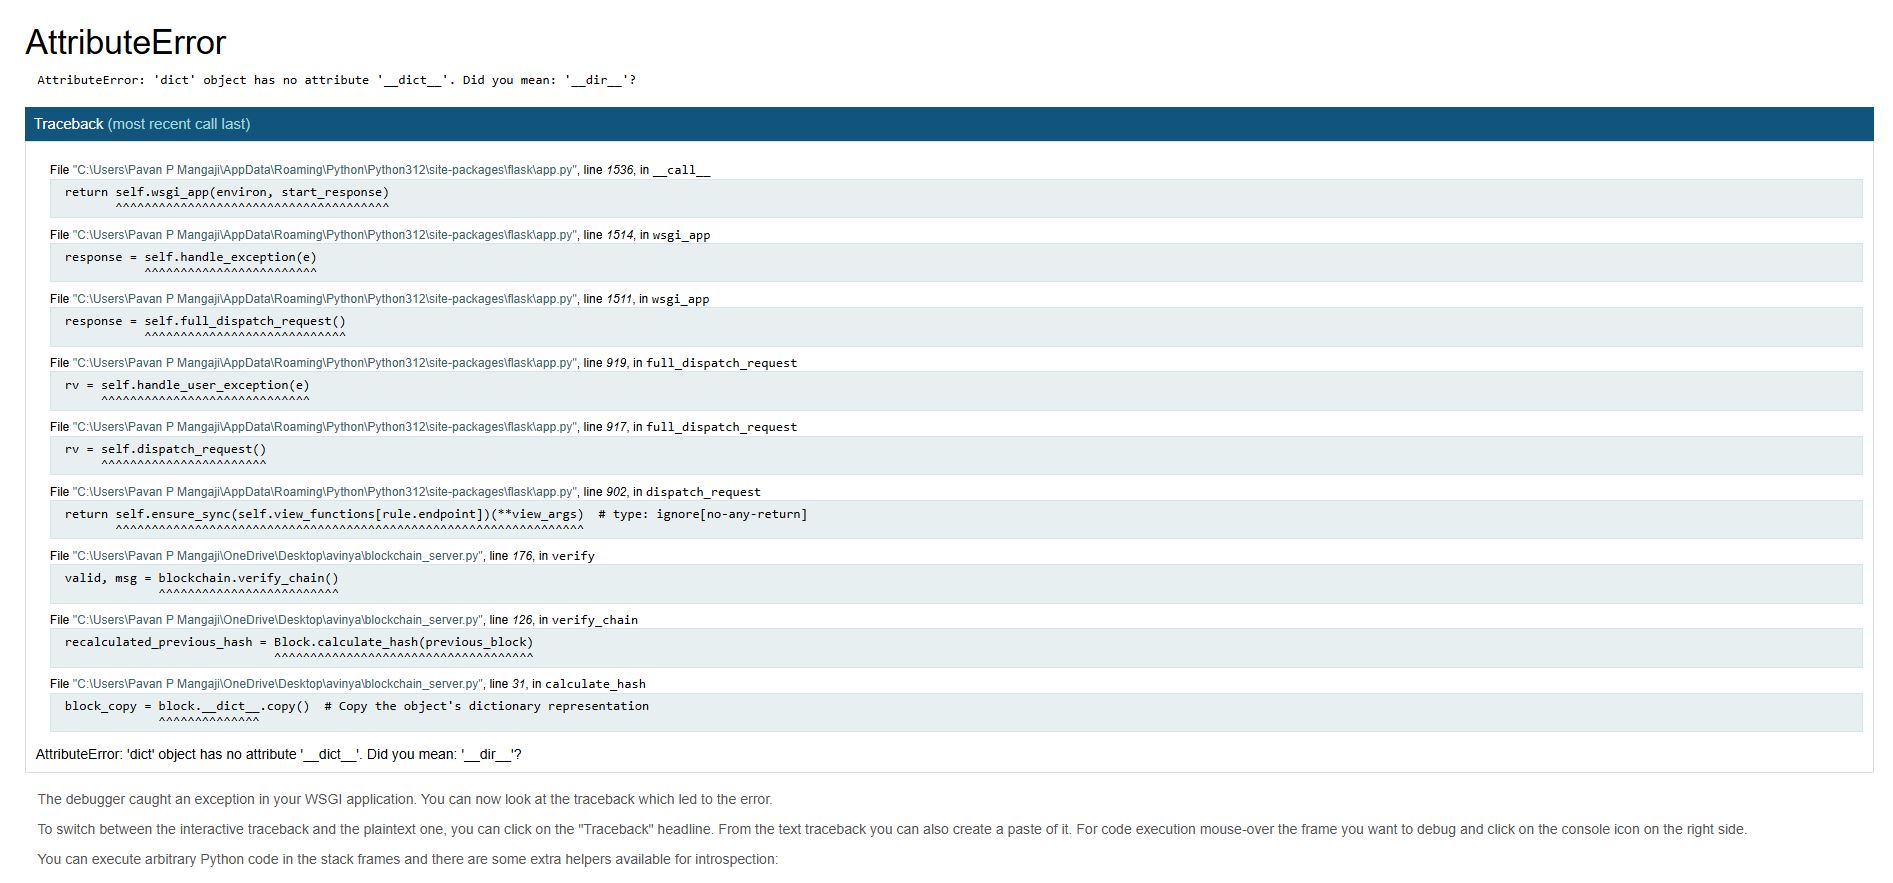 AttributeError
AttributeError: 'dict' object has no attribute '__dict__'. Did you mean: '__dir__'?
Traceback (most recent call last)
File "C:\Users\Pavan P Mangaji\AppData\Roaming\Python\Python312\site-packages\flask\app.py", line 1536, in __call__
return self.wsgi_app(environ, start_response)
^^^^^^^^^^^^^^^^^^^^^^^^^^^^^^^^^^^^^^
File "C:\Users\Pavan P Mangaji\AppData\Roaming\Python\Python312\site-packages\flask\app.py", line 1514, in wsgi_app
response = self.handle_exception(e)
^^^^^^^^^^^^^^^^^^^^^^^^
File "C:\Users\Pavan P Mangaji\AppData\Roaming\Python\Python312\site-packages\flask\app.py", line 1511, in wsgi_app
response = self.full_dispatch_request()
^^^^^^^^^^^^^^^^^^^^^^^^^^^^
File "C:\Users\Pavan P Mangaji\AppData\Roaming\Python\Python312\site-packages\flask\app.py", line 919, in full_dispatch_request
rv = self.handle_user_exception(e)
^^^^^^^^^^^^^^^^^^^^^^^^^^^^^
File "C:\Users\Pavan P Mangaji\AppData\Roaming\Python\Python312\site-packages\flask\app.py", line 917, in full_dispatch_request
rv = self.dispatch_request()
^^^^^^^^^^^^^^^^^^^^^^^
File "C:\Users\Pavan P Mangaji\AppData\Roaming\Python\Python312\site-packages\flask\app.py", line 902, in dispatch_request
return self.ensure_sync(self.view_functions[rule.endpoint])(**view_args)  # type: ignore[no-any-return]
^^^^^^^^^^^^^^^^^^^^^^^^^^^^^^^^^^^^^^^^^^^^^^^^^^^^^^^^^^^^^^^^^
File "C:\Users\Pavan P Mangaji\OneDrive\Desktop\avinya\blockchain_server.py", line 176, in verify
valid, msg = blockchain.verify_chain()
^^^^^^^^^^^^^^^^^^^^^^^^^
File "C:\Users\Pavan P Mangaji\OneDrive\Desktop\avinya\blockchain_server.py", line 126, in verify_chain
recalculated_previous_hash = Block.calculate_hash(previous_block)
^^^^^^^^^^^^^^^^^^^^^^^^^^^^^^^^^^^^
File "C:\Users\Pavan P Mangaji\OneDrive\Desktop\avinya\blockchain_server.py", line 31, in calculate_hash
block_copy = block.__dict__.copy()  # Copy the object's dictionary representation
^^^^^^^^^^^^^^
AttributeError: 'dict' object has no attribute '__dict__'. Did you mean: '__dir__'?
The debugger caught an exception in your WSGI application. You can now look at the traceback which led to the error.
To switch between the interactive traceback and the plaintext one, you can click on the "Traceback" headline. From the text traceback you can also create a paste of it. For code execution mouse-over the frame you want to debug and click on the console icon on the right side.
You can execute arbitrary Python code in the stack frames and there are some extra helpers available for introspection: